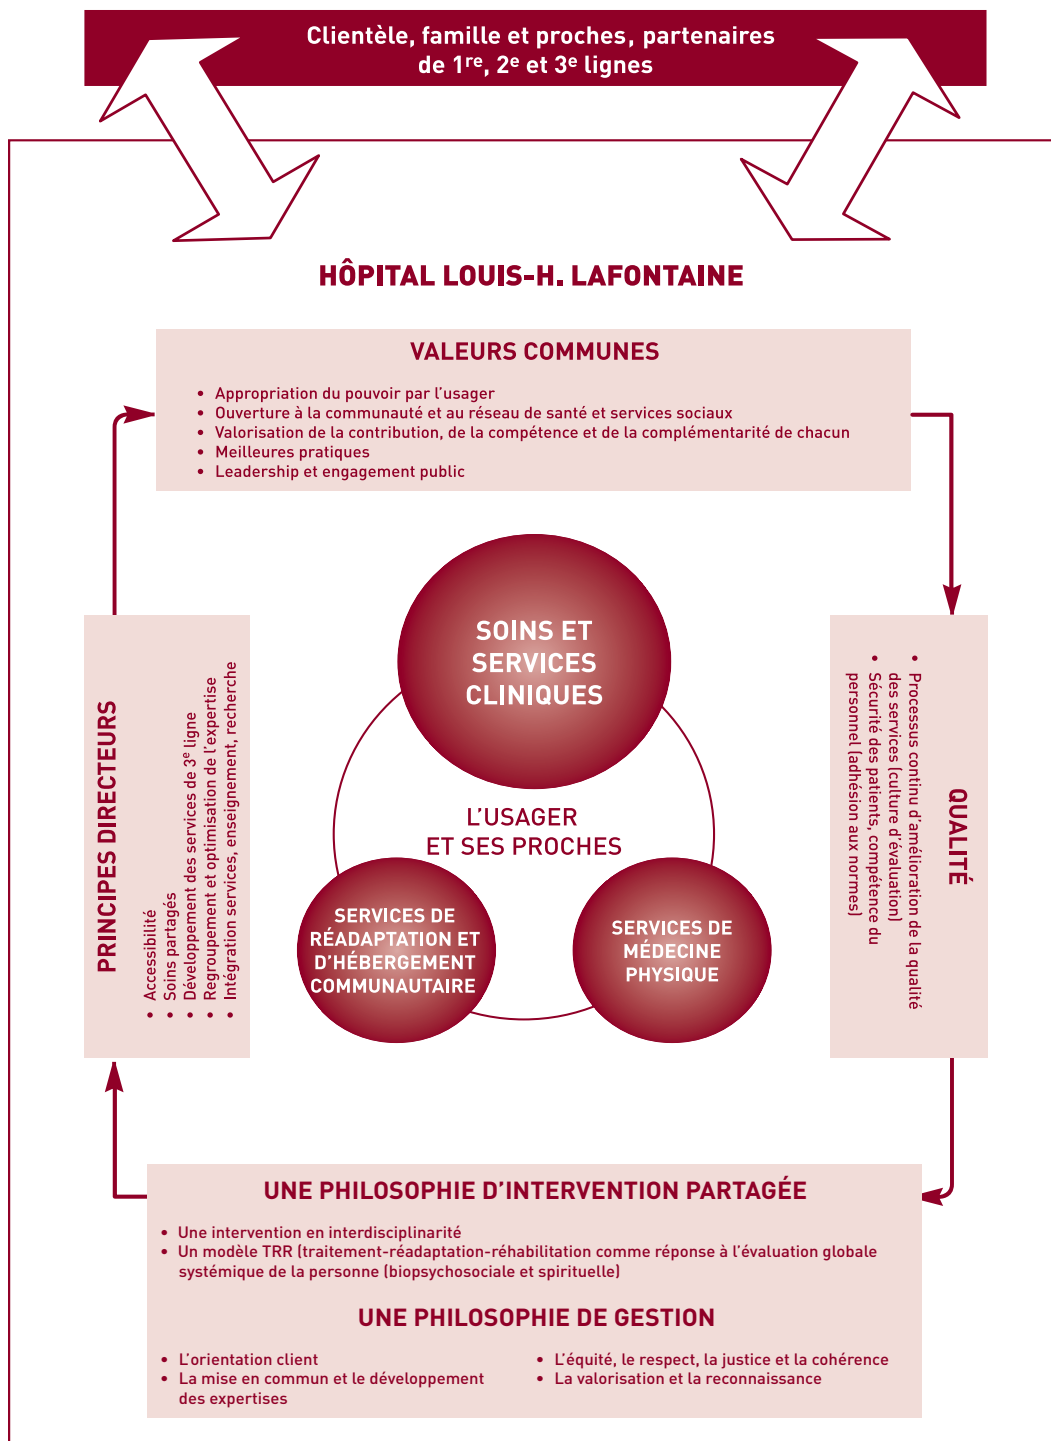 Clientèle, famille et proches, partenaires
de 1re, 2e et 3e lignes
HÔPITAL LOUIS-H. LAFONTAINE
VALEURS COMMUNES
• Appropriation du pouvoir par l'usager
• Ouverture à la communauté et au réseau de santé et services sociaux
• Valorisation de la contribution, de la compétence et de la complémentarité de chacun
• Meilleures pratiques
• Leadership et engagement public
PRINCIPES DIRECTEURS
• Accessibilité
• Soins partagés
• Développement des services de 3e ligne
• Regroupement et optimisation de l'expertise
• Intégration services, enseignement, recherche
SOINS ET
SERVICES
CLINIQUES
L'USAGER
ET SES PROCHES
SERVICES DE
RÉADAPTATION ET
D'HÉBERGEMENT
COMMUNAUTAIRE
SERVICES DE
MÉDECINE
PHYSIQUE
QUALITÉ
• Processus continu d'amélioration de la qualité
des services (culture d'évaluation)
• Sécurité des patients, compétence du
personnel (adhésion aux normes)
UNE PHILOSOPHIE D'INTERVENTION PARTAGÉE
• Une intervention en interdisciplinarité
• Un modèle TRR (traitement-réadaptation-réhabilitation comme réponse à l'évaluation globale
systémique de la personne (biopsychosociale et spirituelle)
UNE PHILOSOPHIE DE GESTION
• L'orientation client
• La mise en commun et le développement
des expertises
• L'équité, le respect, la justice et la cohérence
• La valorisation et la reconnaissance